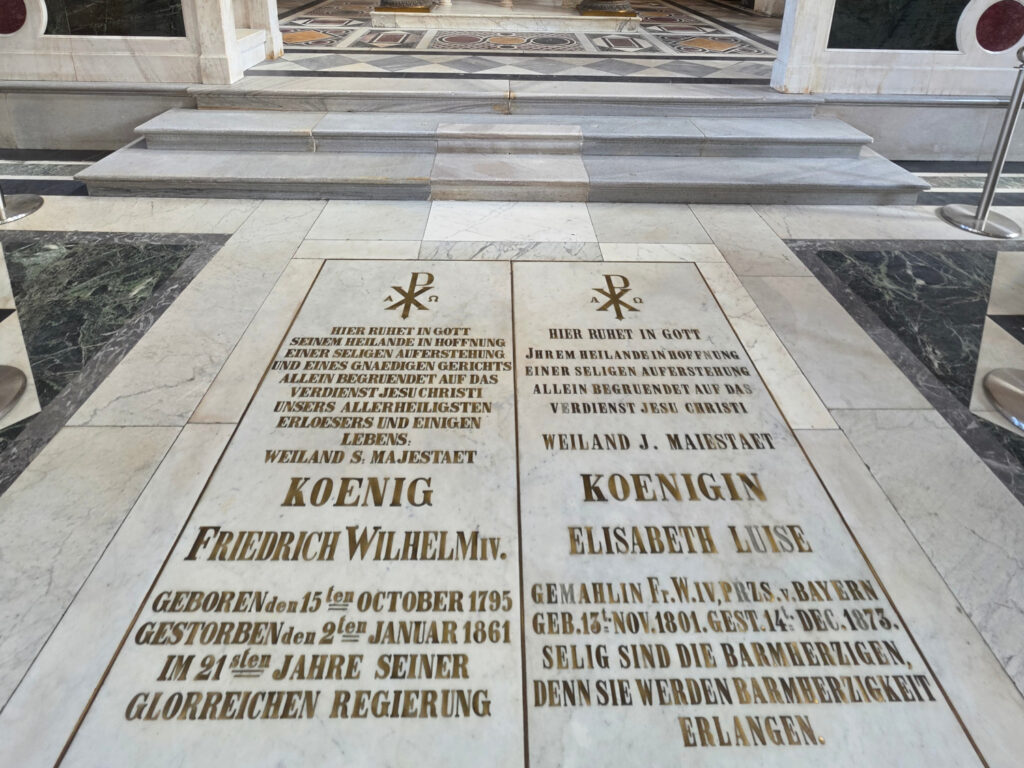 Α Ω
HIER RUHET IN GOTT
SEINEM HEILANDE IN HOFFNUNG
EINER SELIGEN AUFERSTEHUNG
UND EINES GNAEDIGEN GERICHTS
ALLEIN BEGRUENDET AUF DAS
VERDIENST JESU CHRISTI
UNSERS ALLERHEILIGSTEN
ERLOESERS UND EINIGEN
LEBENS:
WEILAND S: MAJESTAET
KOENIG
FRIEDRICH WILHELM IV.
GEBOREN den 15ten OCTOBER 1795
GESTORBEN den 2ten JANUAR 1861
IM 21sten JAHRE SEINER
GLORREICHEN REGIERUNG
Α Ω
HIER RUHET IN GOTT
JHREM HEILANDE IN HOFFNUNG
EINER SELIGEN AUFERSTEHUNG
ALLEIN BEGRUENDET AUF DAS
VERDIENST JESU CHRISTI
WEILAND J. MAIESTAET
KOENIGIN
ELISABETH LUISE
GEMAHLIN Fr. W. IV, PRZS. v. BAYERN
GEB. 13t. NOV. 1801. GEST. 14t. DEC. 1873.
SELIG SIND DIE BARMHERZIGEN,
DENN SIE WERDEN BARMHERZIGKEIT
ERLANGEN.